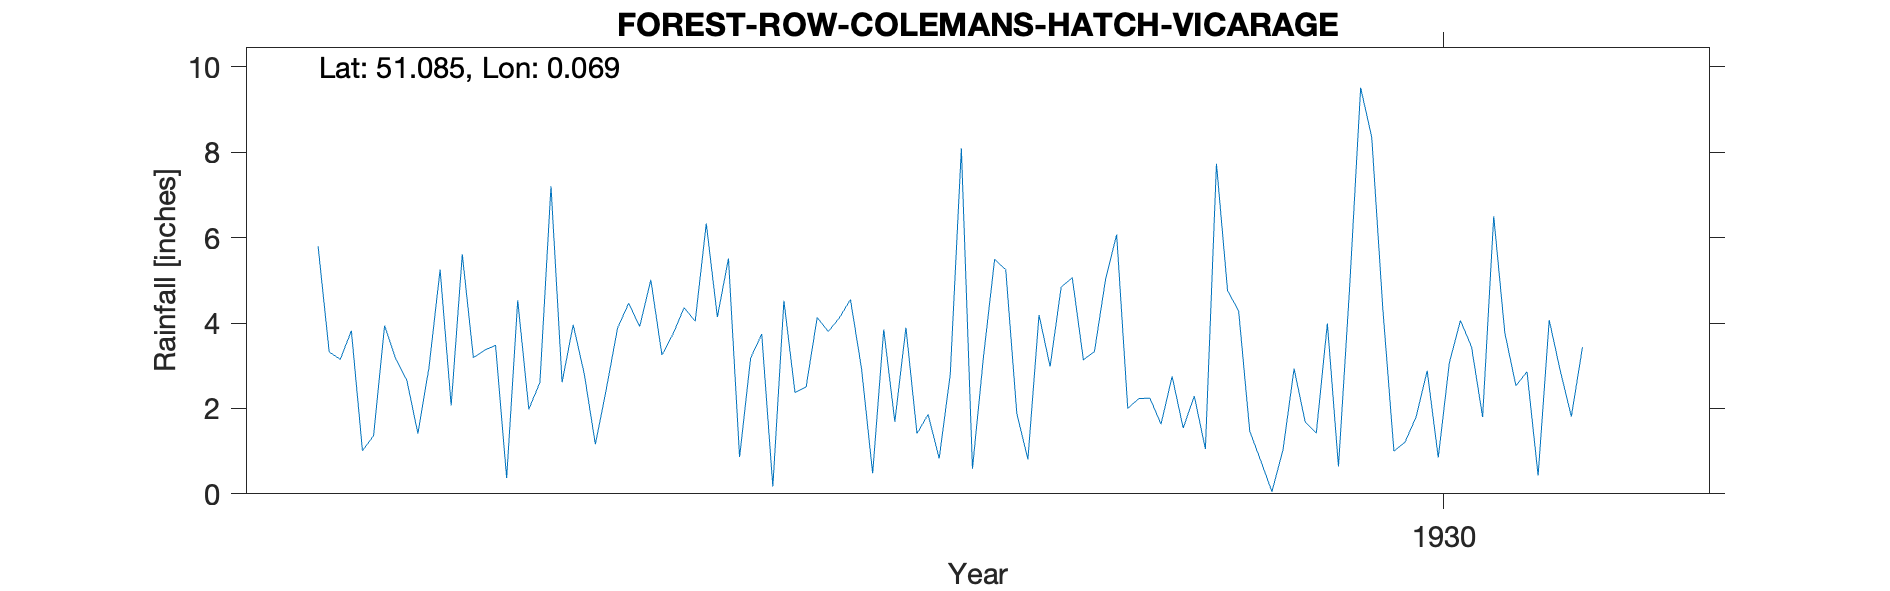 FOREST-ROW-COLEMANS-HATCH-VICARAGE
Lat: 51.085, Lon: 0.069
10
8
6
4
2
0
Rainfall [inches]
1930
Year